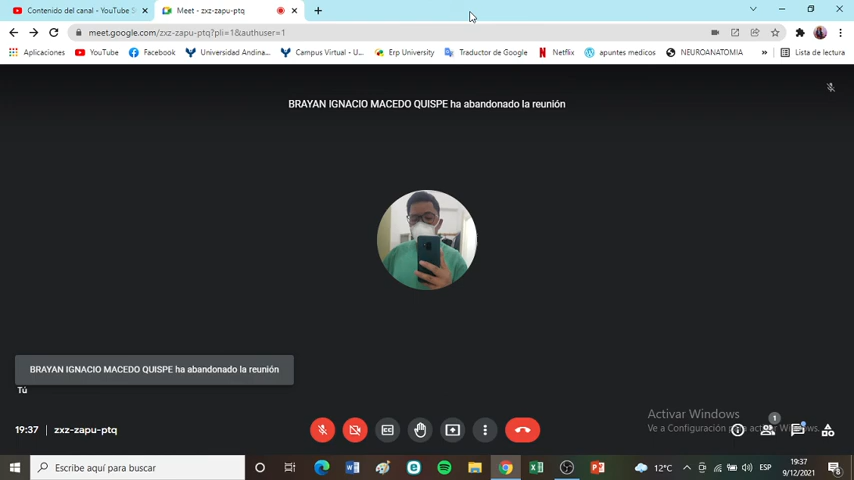 Contenido del canal - YouTube S
Meet - zxz-zapu-ptq
meet.google.com/zxz-zapu-ptq?pli=1&authuser=1
Aplicaciones
YouTube
Facebook
Universidad Andina...
Campus Virtual - U...
Erp University
Traductor de Google
Netflix
apuntes medicos
NEUROANATOMIA
»
Lista de lectura
BRAYAN IGNACIO MACEDO QUISPE ha abandonado la reunión
BRAYAN IGNACIO MACEDO QUISPE ha abandonado la reunión
Tú
Activar Windows
Ve a Configuración para activar Windows.
19:37 | zxz-zapu-ptq
1
Escribe aquí para buscar
12°C
ESP
19:37
9/12/2021